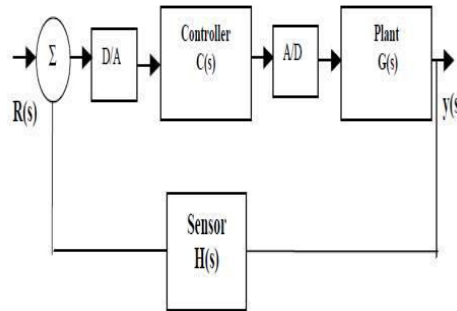 Σ
D/A
Controller
C(s)
A/D
Plant
G(s)
R(s)
y(s
Sensor
H(s)